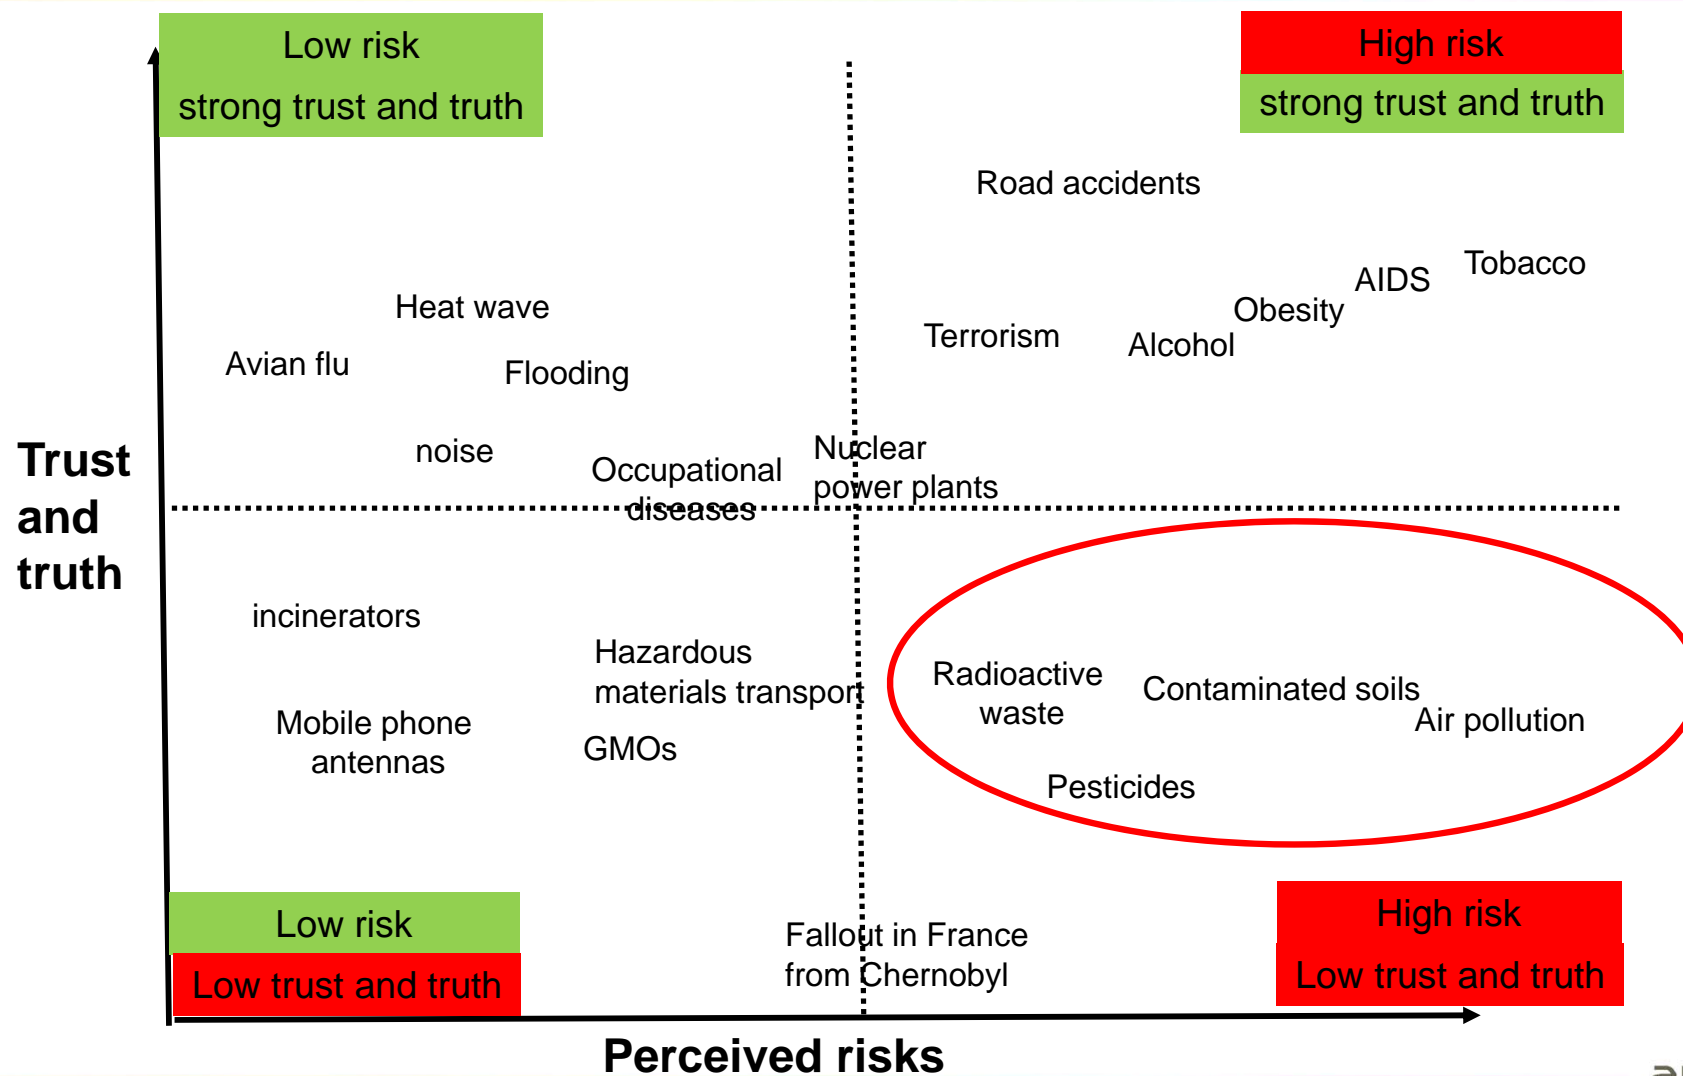 Low risk
strong trust and truth
High risk
strong trust and truth
Road accidents
Tobacco
AIDS
Obesity
Heat wave
Terrorism
Alcohol
Avian flu
Flooding
noise
Occupational
diseases
Nuclear
power plants
Trust
and
truth
incinerators
Hazardous
materials transport
Radioactive
waste
Contaminated soils
Air pollution
Mobile phone
antennas
GMOs
Pesticides
Low risk
Low trust and truth
Fallout in France
from Chernobyl
High risk
Low trust and truth
Perceived risks